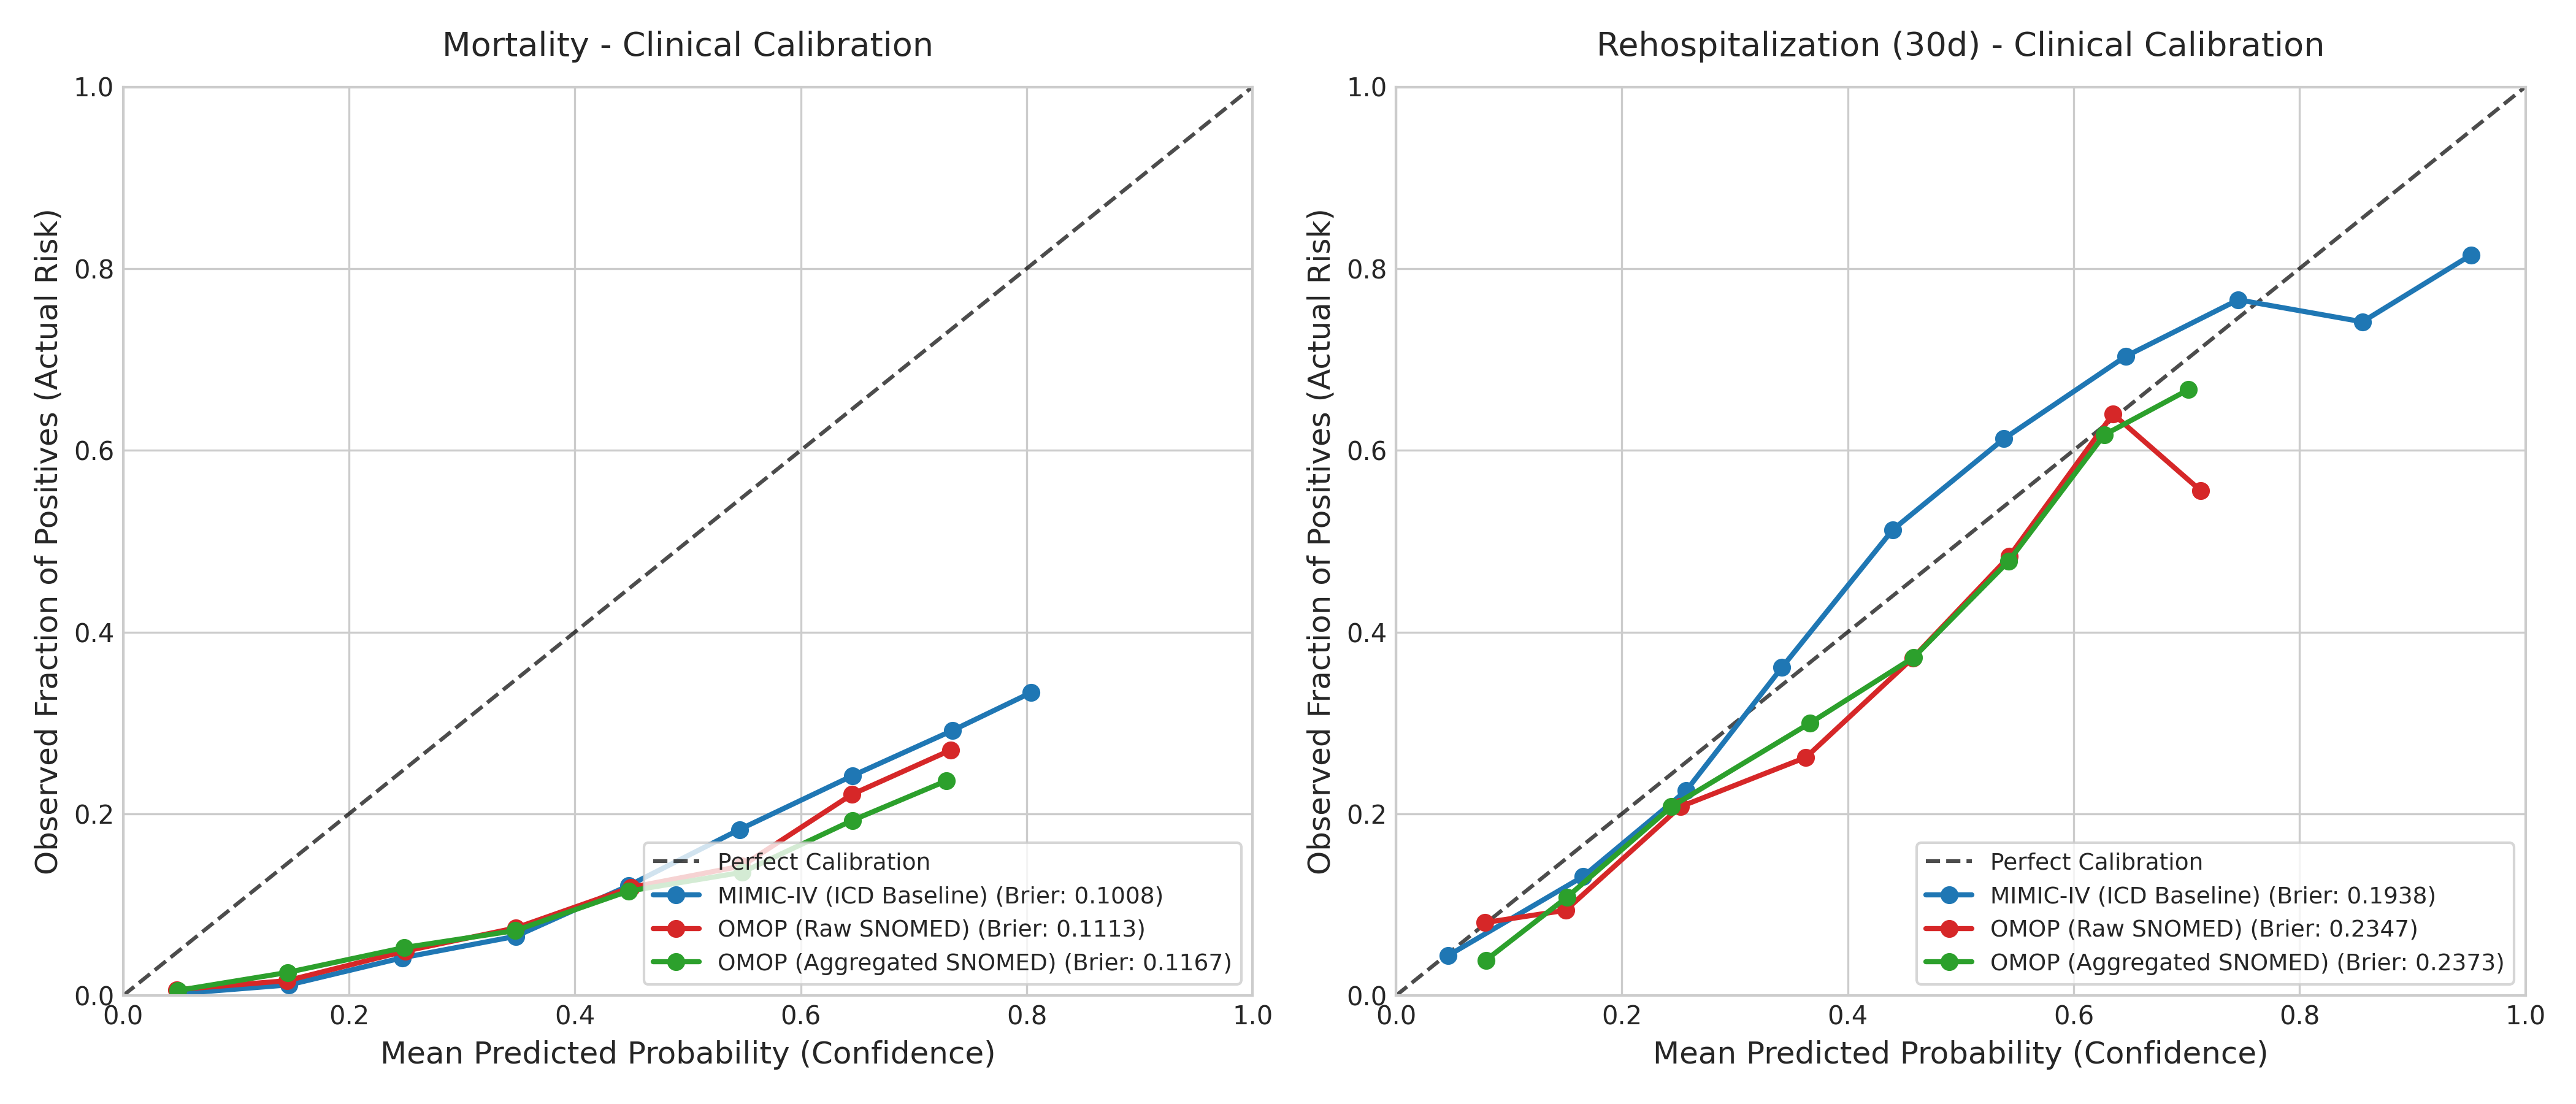 Mortality - Clinical Calibration
1.0
0.8
0.6
0.4
0.2
0.0
Observed Fraction of Positives (Actual Risk)
Perfect Calibration
MIMIC-IV (ICD Baseline) (Brier: 0.1008)
OMOP (Raw SNOMED) (Brier: 0.1113)
OMOP (Aggregated SNOMED) (Brier: 0.1167)
0.0 0.2 0.4 0.6 0.8 1.0
Mean Predicted Probability (Confidence)
Rehospitalization (30d) - Clinical Calibration
1.0
0.8
0.6
0.4
0.2
0.0
Observed Fraction of Positives (Actual Risk)
Perfect Calibration
MIMIC-IV (ICD Baseline) (Brier: 0.1938)
OMOP (Raw SNOMED) (Brier: 0.2347)
OMOP (Aggregated SNOMED) (Brier: 0.2373)
0.0 0.2 0.4 0.6 0.8 1.0
Mean Predicted Probability (Confidence)